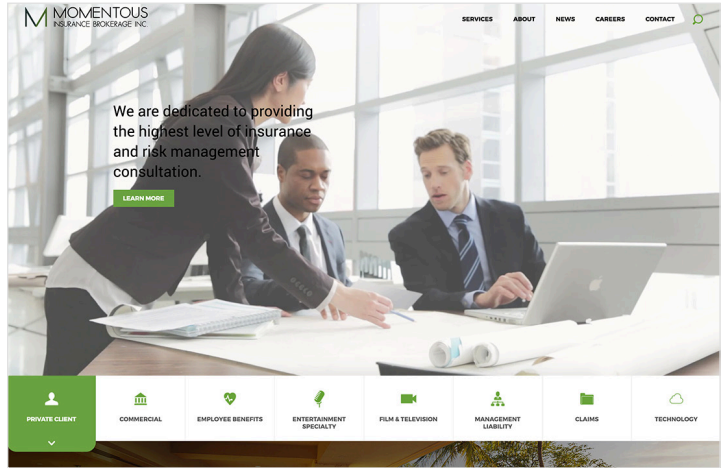 MOMENTOUS
INSURANCE BROKERAGE INC
SERVICES
ABOUT
NEWS
CAREERS
CONTACT
We are dedicated to providing
the highest level of insurance
and risk management
consultation.
LEARN MORE
PRIVATE CLIENT
COMMERCIAL
EMPLOYEE BENEFITS
ENTERTAINMENT
SPECIALTY
FILM & TELEVISION
MANAGEMENT
LIABILITY
CLAIMS
TECHNOLOGY